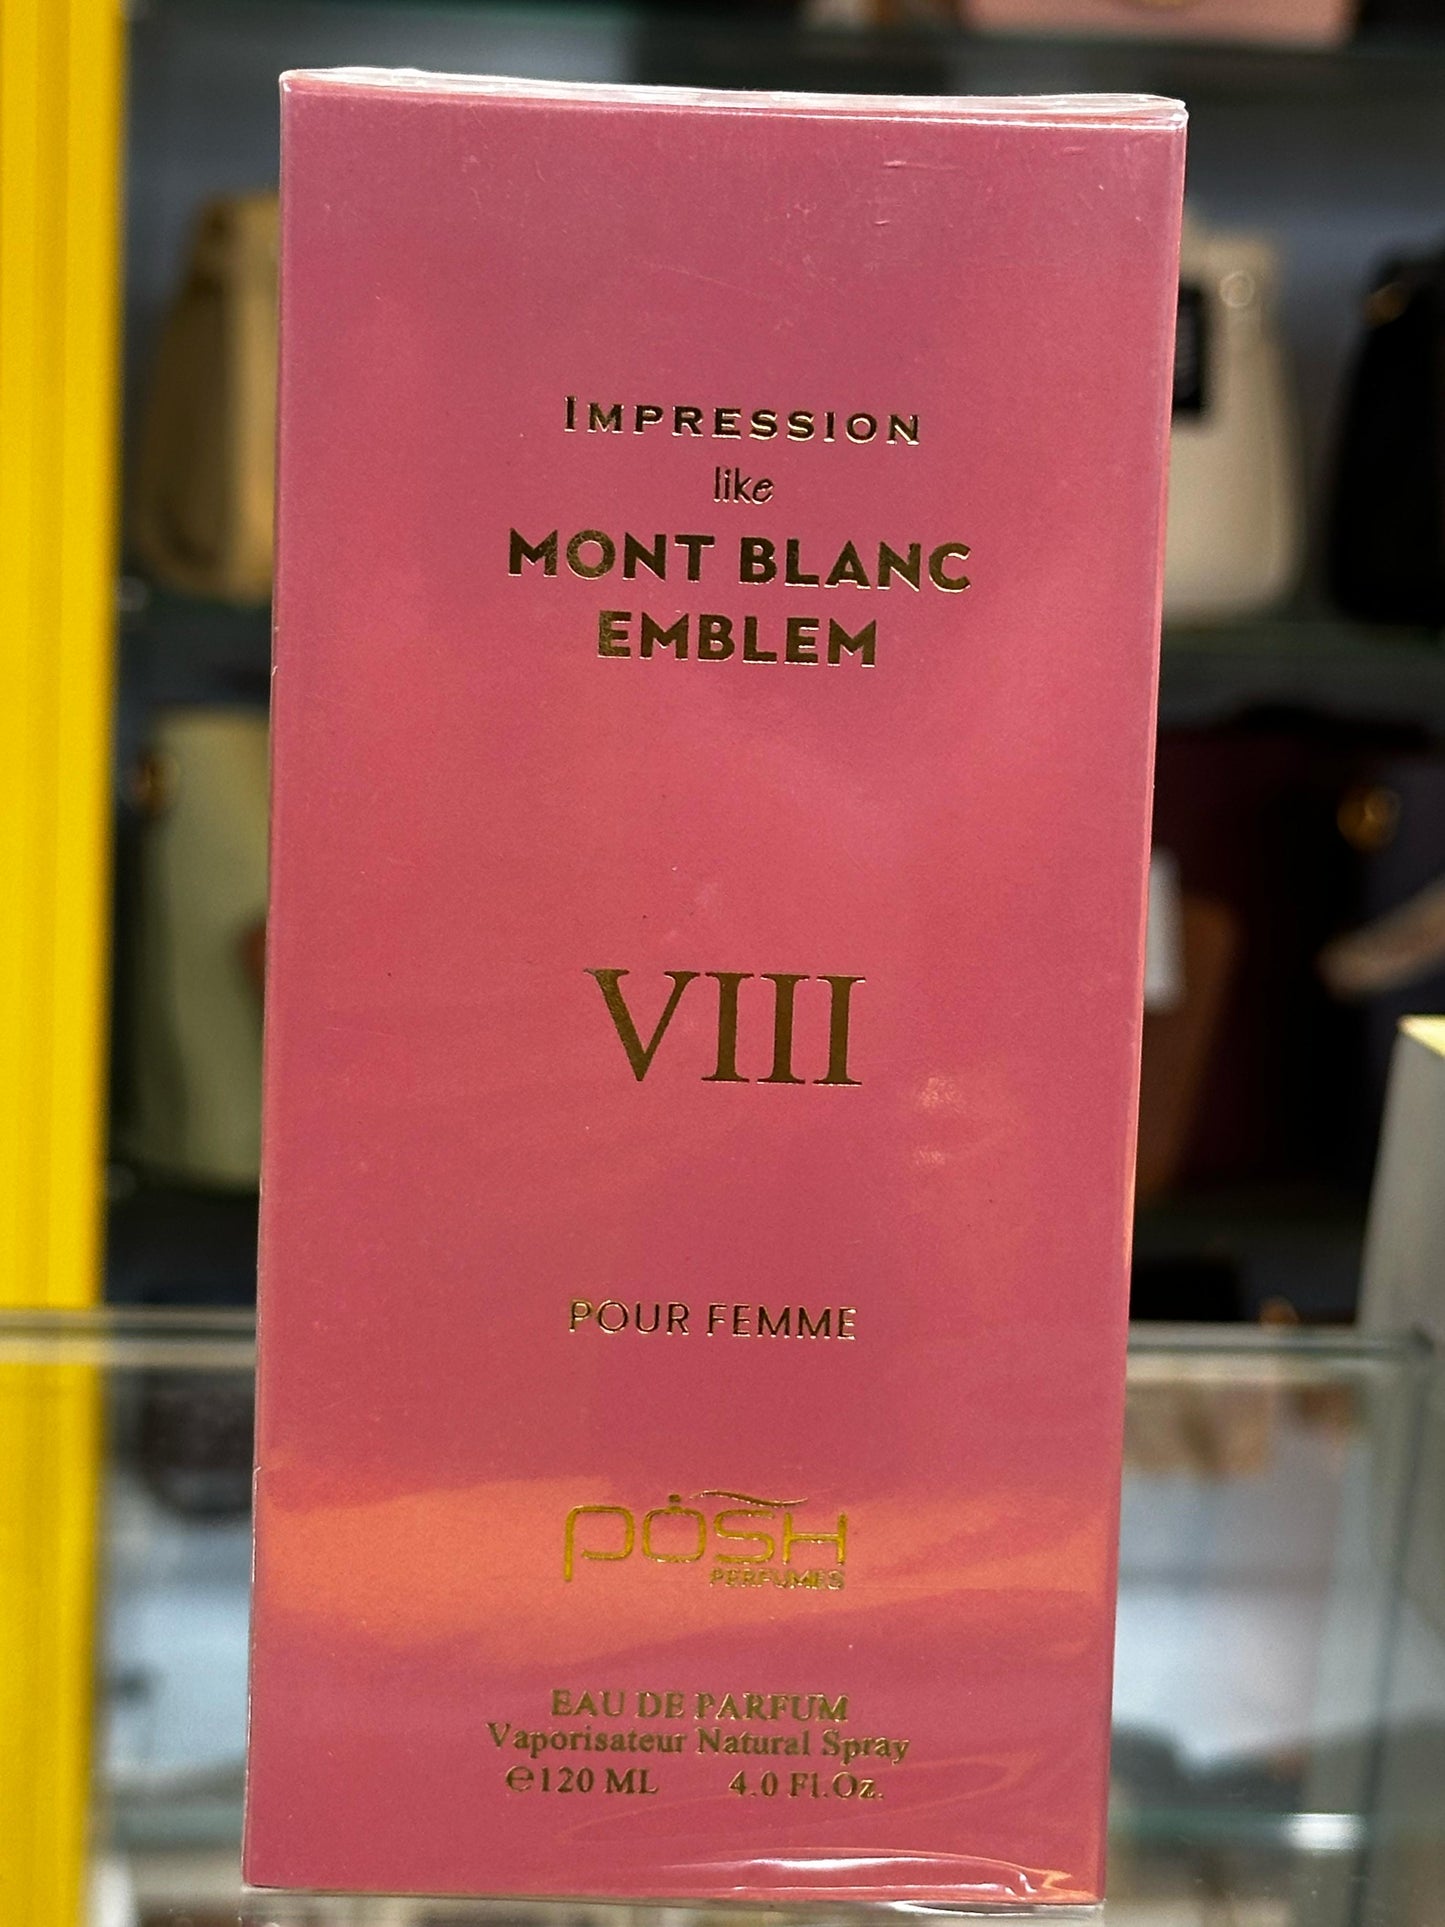 IMPRESSION
like
MONT BLANC
EMBLEM
VIII
POUR FEMME
POSH
PERFUMES
EAU DE PARFUM
Vaporisateur Natural Spray
℮120 ML 4.0 Fl.Oz.